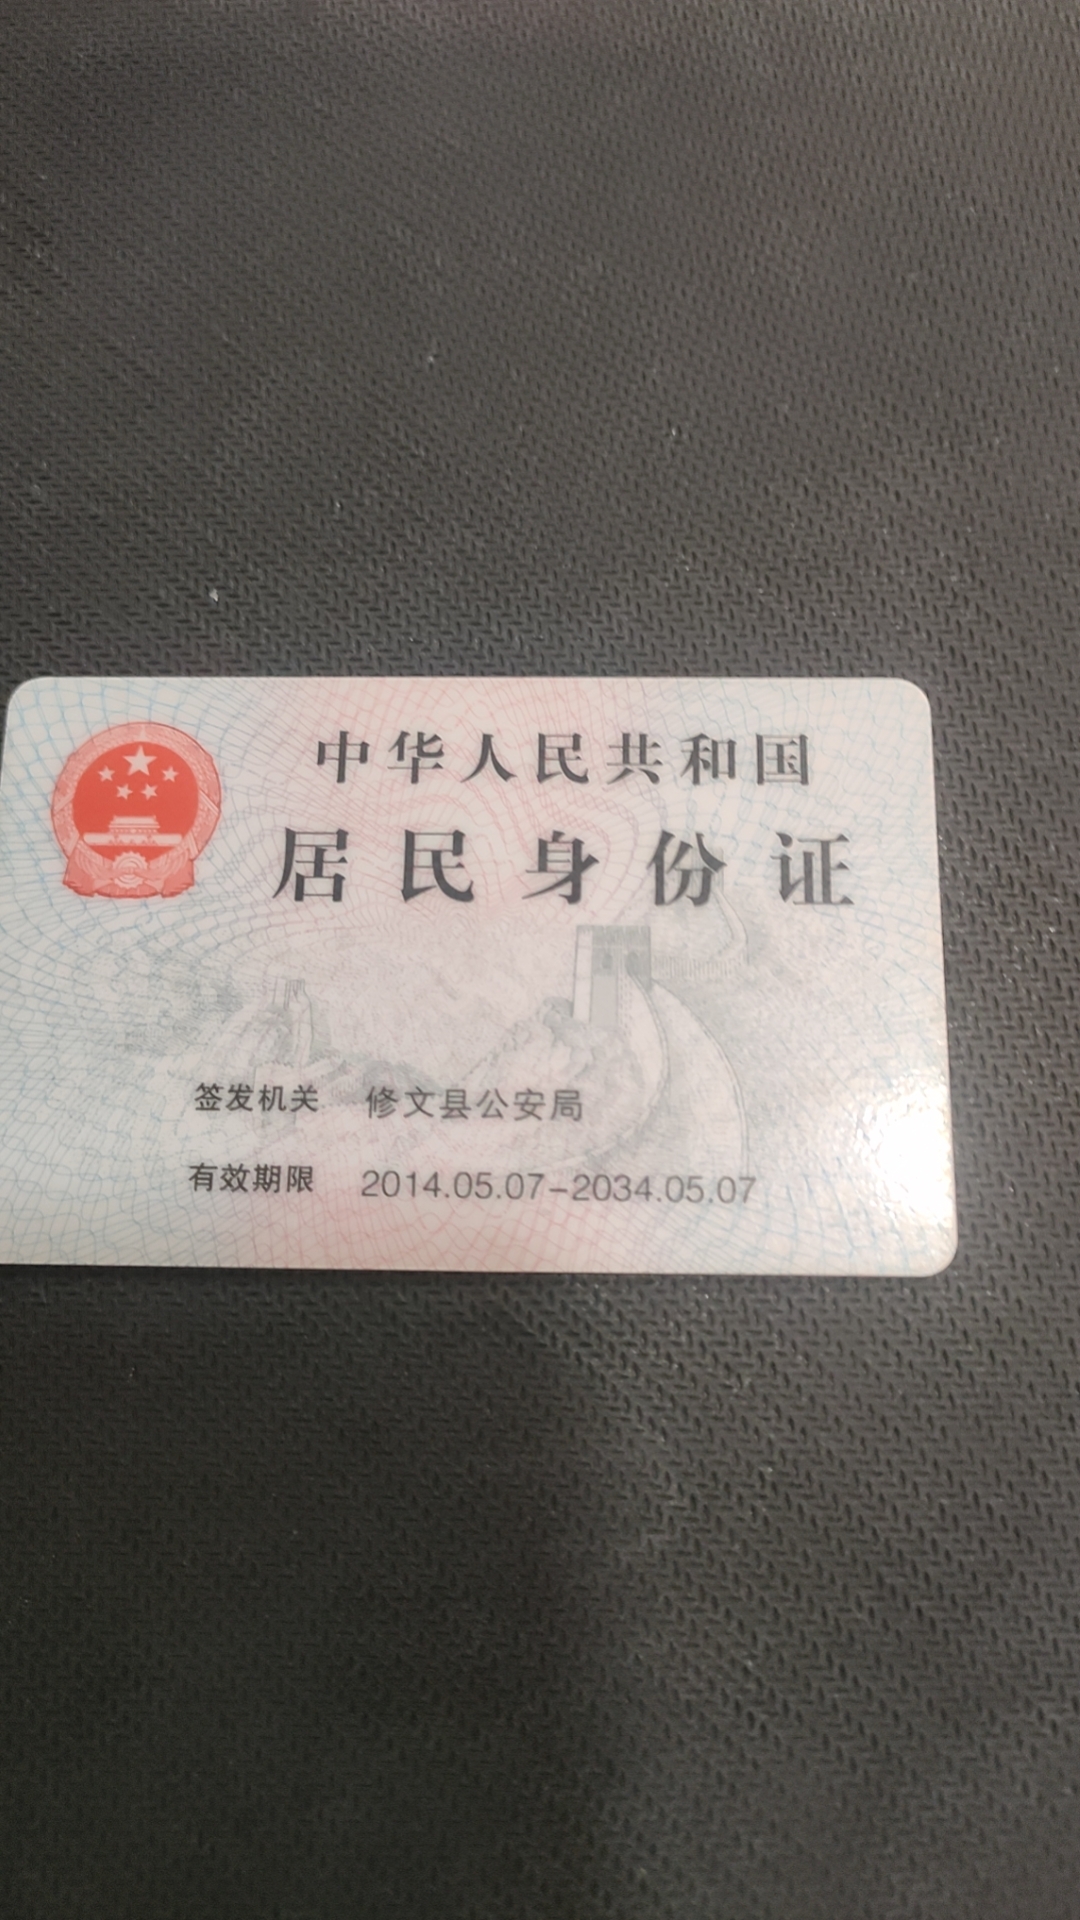 中华人民共和国
居民身份证
签发机关 修文县公安局
有效期限 2014.05.07-2034.05.07